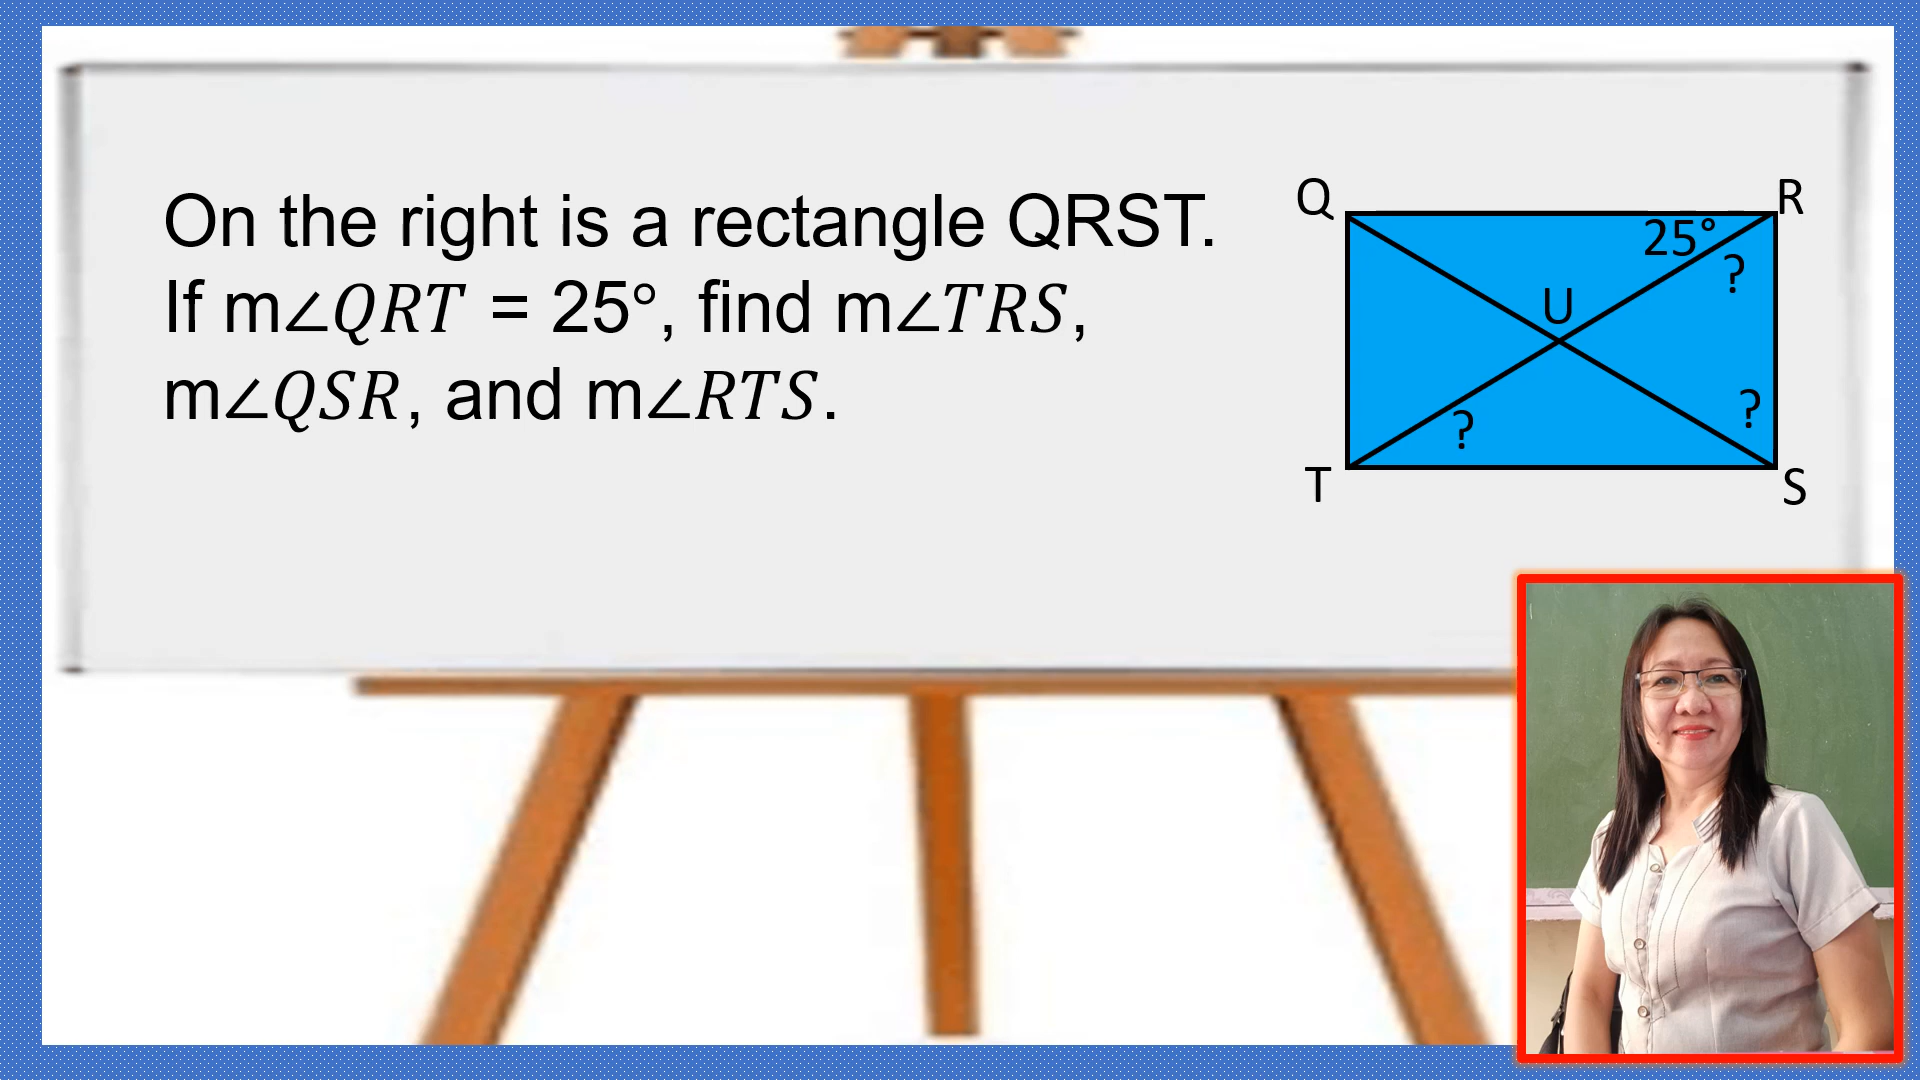 On the right is a rectangle QRST.
If m∠QRT = 25°, find m∠TRS,
m∠QSR, and m∠RTS.
Q
R
25°
?
U
?
?
T
S